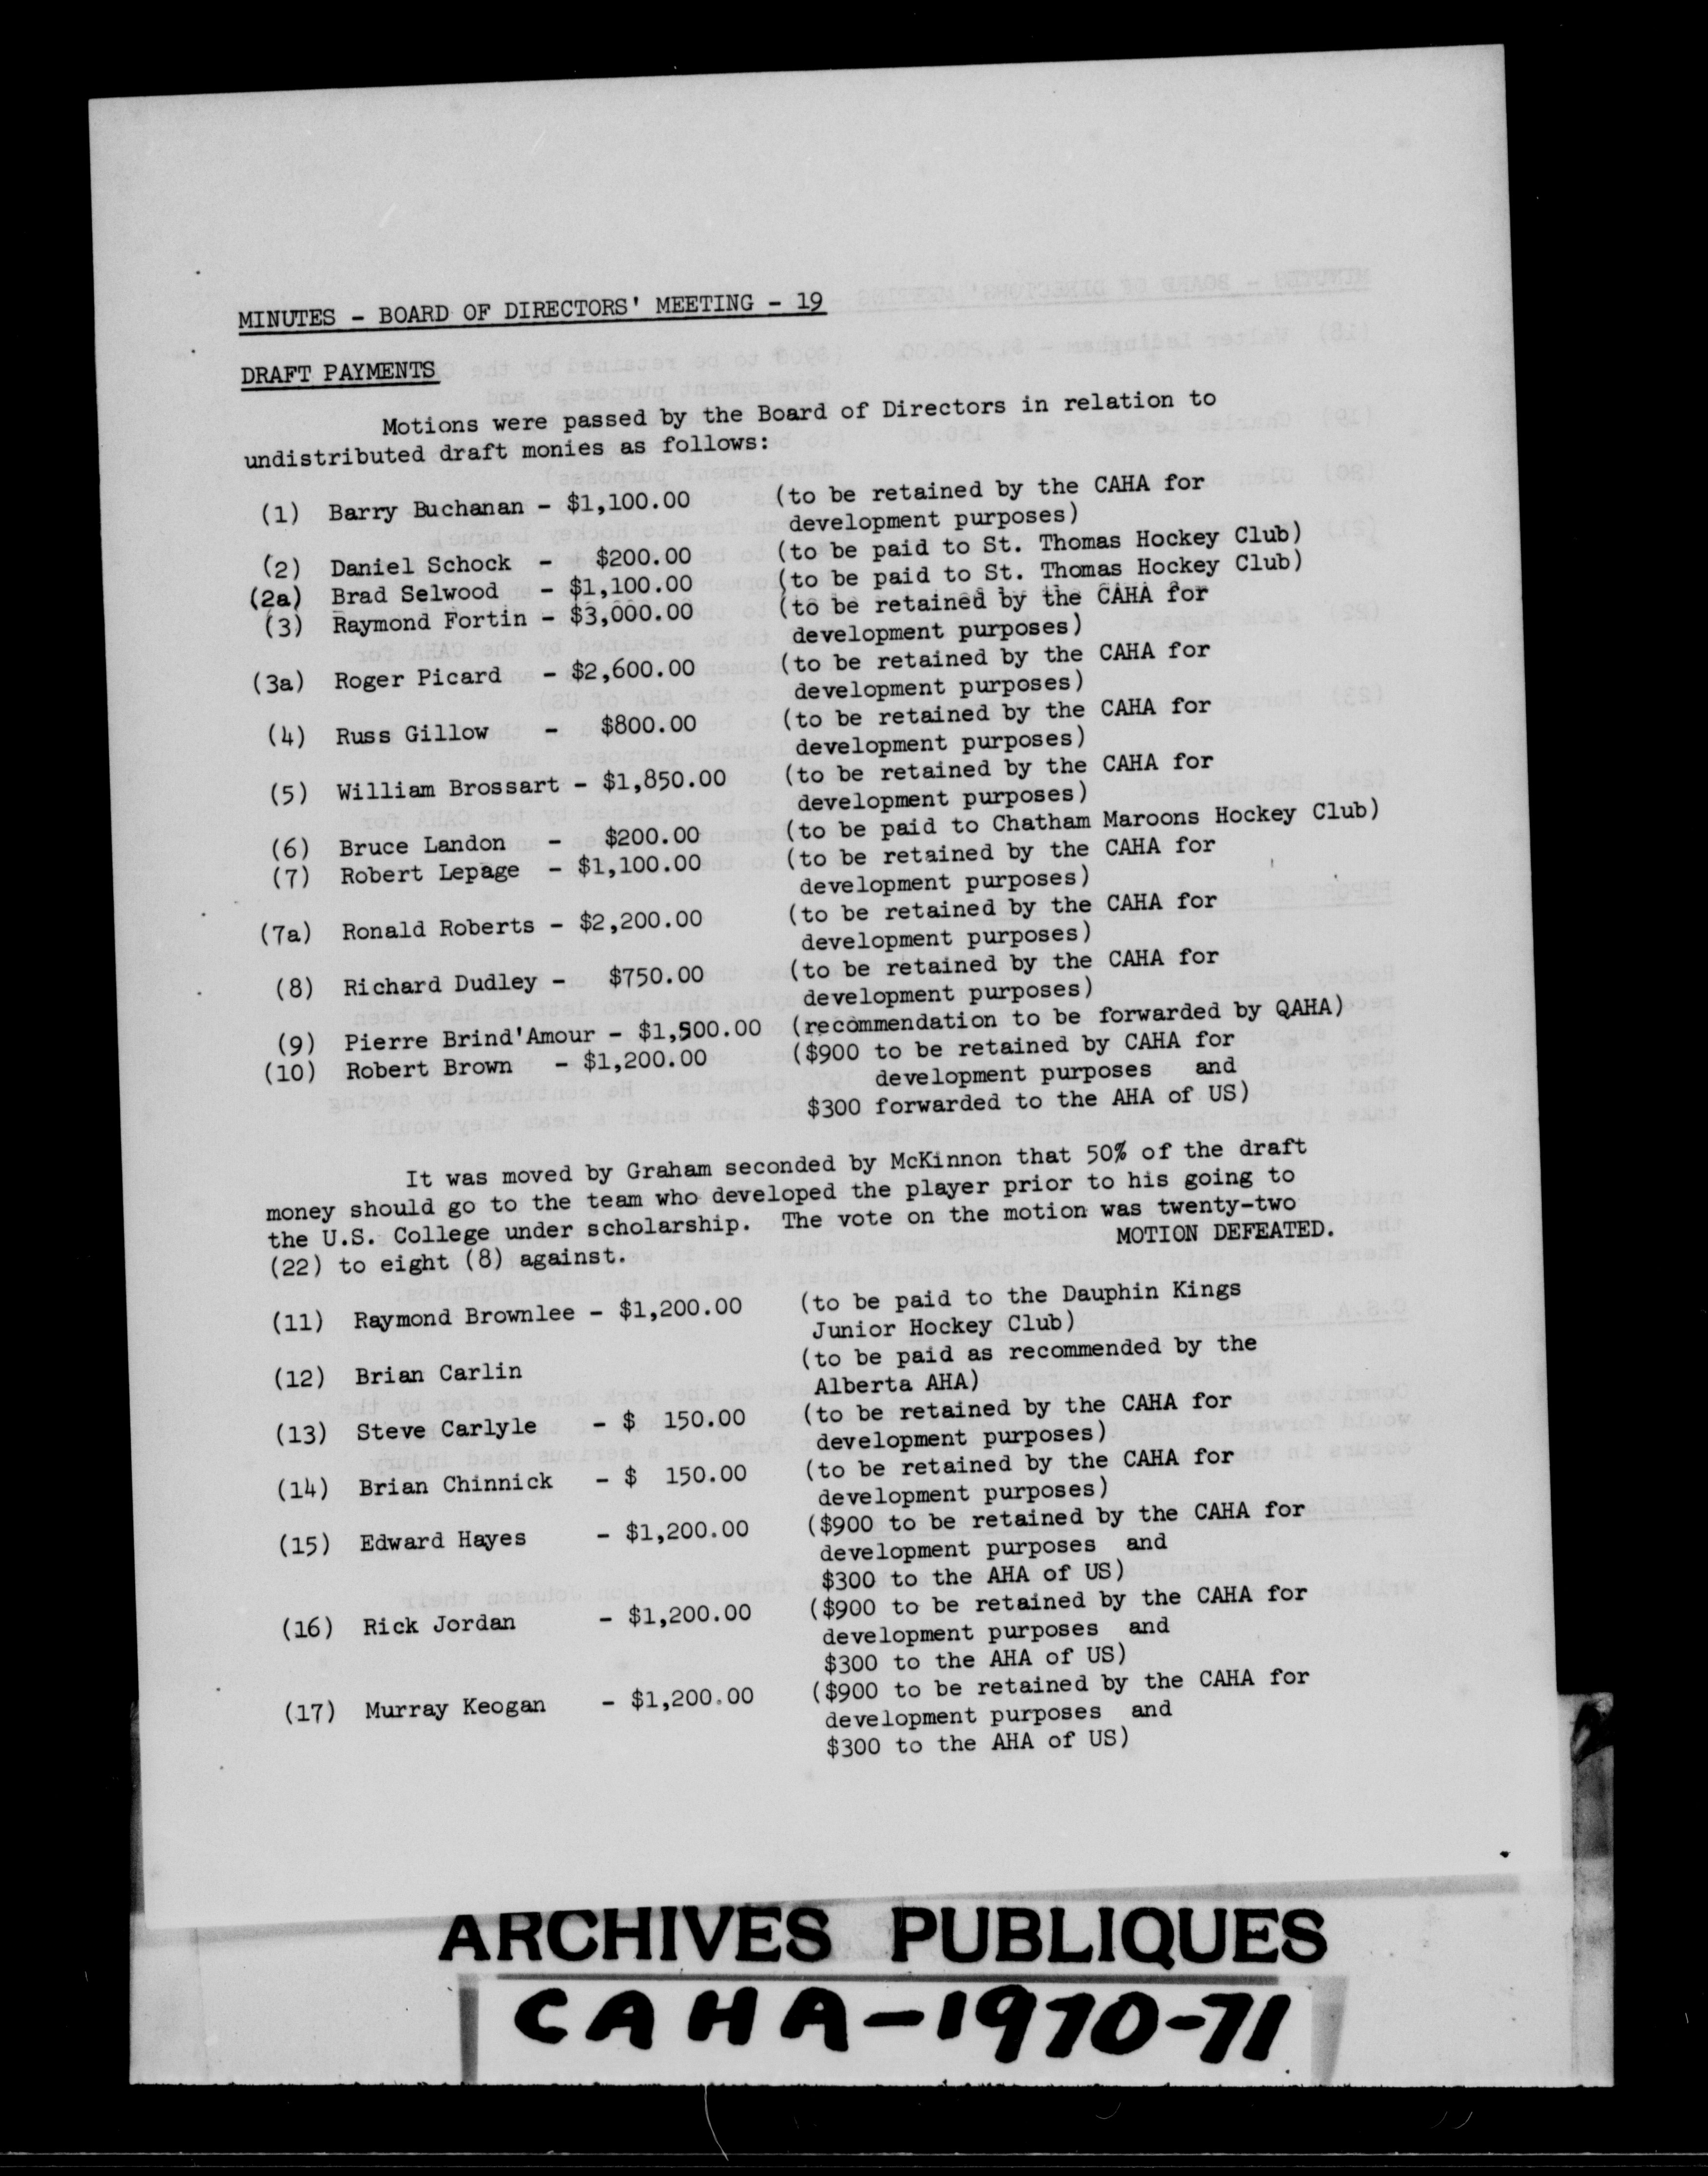 MINUTES - BOARD OF DIRECTORS' MEETING - 19
DRAFT PAYMENTS
Motions were passed by the Board of Directors in relation to
undistributed draft monies as follows:
(1) Barry Buchanan - $1,100.00 (to be retained by the CAHA for
development purposes)
(2) Daniel Schock - $200.00 (to be paid to St. Thomas Hockey Club)
(2a) Brad Selwood - $1,100.00 (to be paid to St. Thomas Hockey Club)
(3) Raymond Fortin - $3,000.00 (to be retained by the CAHA for
development purposes)
(3a) Roger Picard - $2,600.00 (to be retained by the CAHA for
development purposes)
(4) Russ Gillow - $800.00 (to be retained by the CAHA for
development purposes)
(5) William Brossart - $1,850.00 (to be retained by the CAHA for
development purposes)
(6) Bruce Landon - $200.00 (to be paid to Chatham Maroons Hockey Club)
(7) Robert Lepage - $1,100.00 (to be retained by the CAHA for
development purposes)
(7a) Ronald Roberts - $2,200.00 (to be retained by the CAHA for
development purposes)
(8) Richard Dudley - $750.00 (to be retained by the CAHA for
development purposes)
(9) Pierre Brind'Amour - $1,500.00 (recommendation to be forwarded by QAHA)
(10) Robert Brown - $1,200.00 ($900 to be retained by CAHA for
development purposes and
$300 forwarded to the AHA of US)
It was moved by Graham seconded by McKinnon that 50% of the draft
money should go to the team who developed the player prior to his going to
the U.S. College under scholarship. The vote on the motion was twenty-two
(22) to eight (8) against. MOTION DEFEATED.
(11) Raymond Brownlee - $1,200.00 (to be paid to the Dauphin Kings
Junior Hockey Club)
(12) Brian Carlin (to be paid as recommended by the
Alberta AHA)
(13) Steve Carlyle - $ 150.00 (to be retained by the CAHA for
development purposes)
(14) Brian Chinnick - $ 150.00 (to be retained by the CAHA for
development purposes)
(15) Edward Hayes - $1,200.00 ($900 to be retained by the CAHA for
development purposes and
$300 to the AHA of US)
(16) Rick Jordan - $1,200.00 ($900 to be retained by the CAHA for
development purposes and
$300 to the AHA of US)
(17) Murray Keogan - $1,200.00 ($900 to be retained by the CAHA for
development purposes and
$300 to the AHA of US)
ARCHIVES PUBLIQUES
CAHA-1970-71